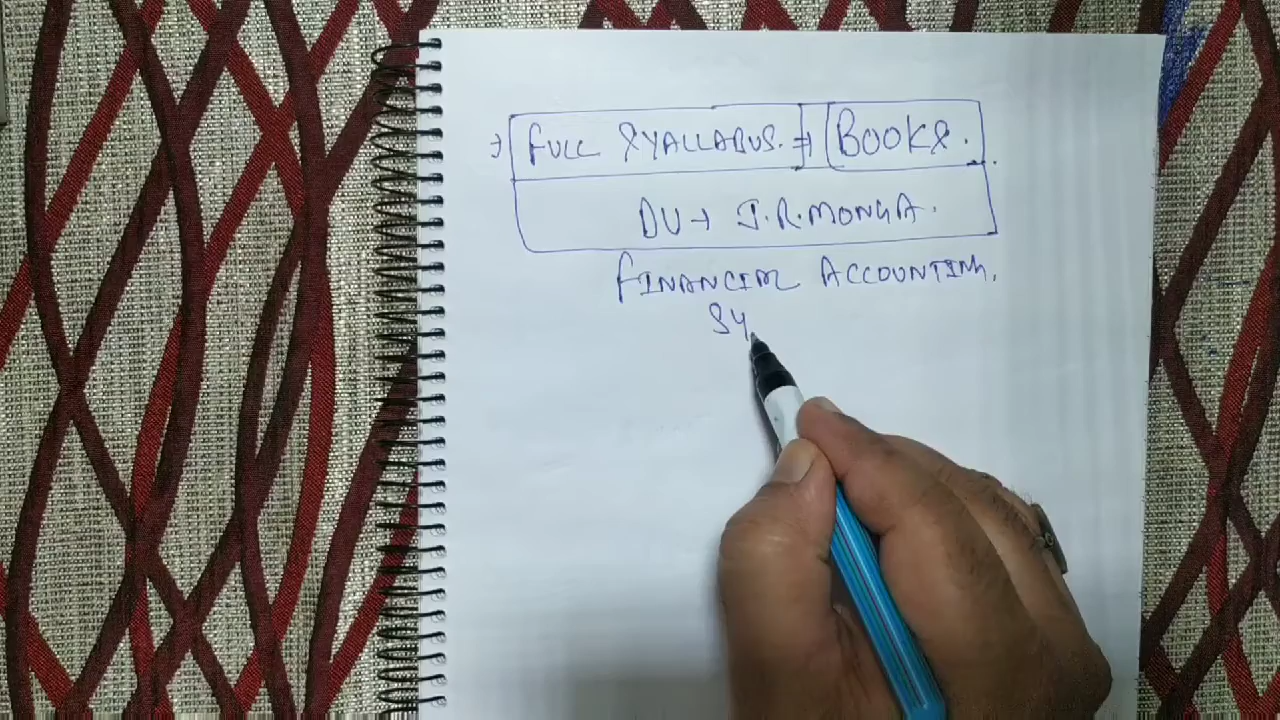 → FULL SYALLABUS. ⇒ BOOKS.
DU → J.R. MONGA.
FINANCIAL ACCOUNTING.
SY